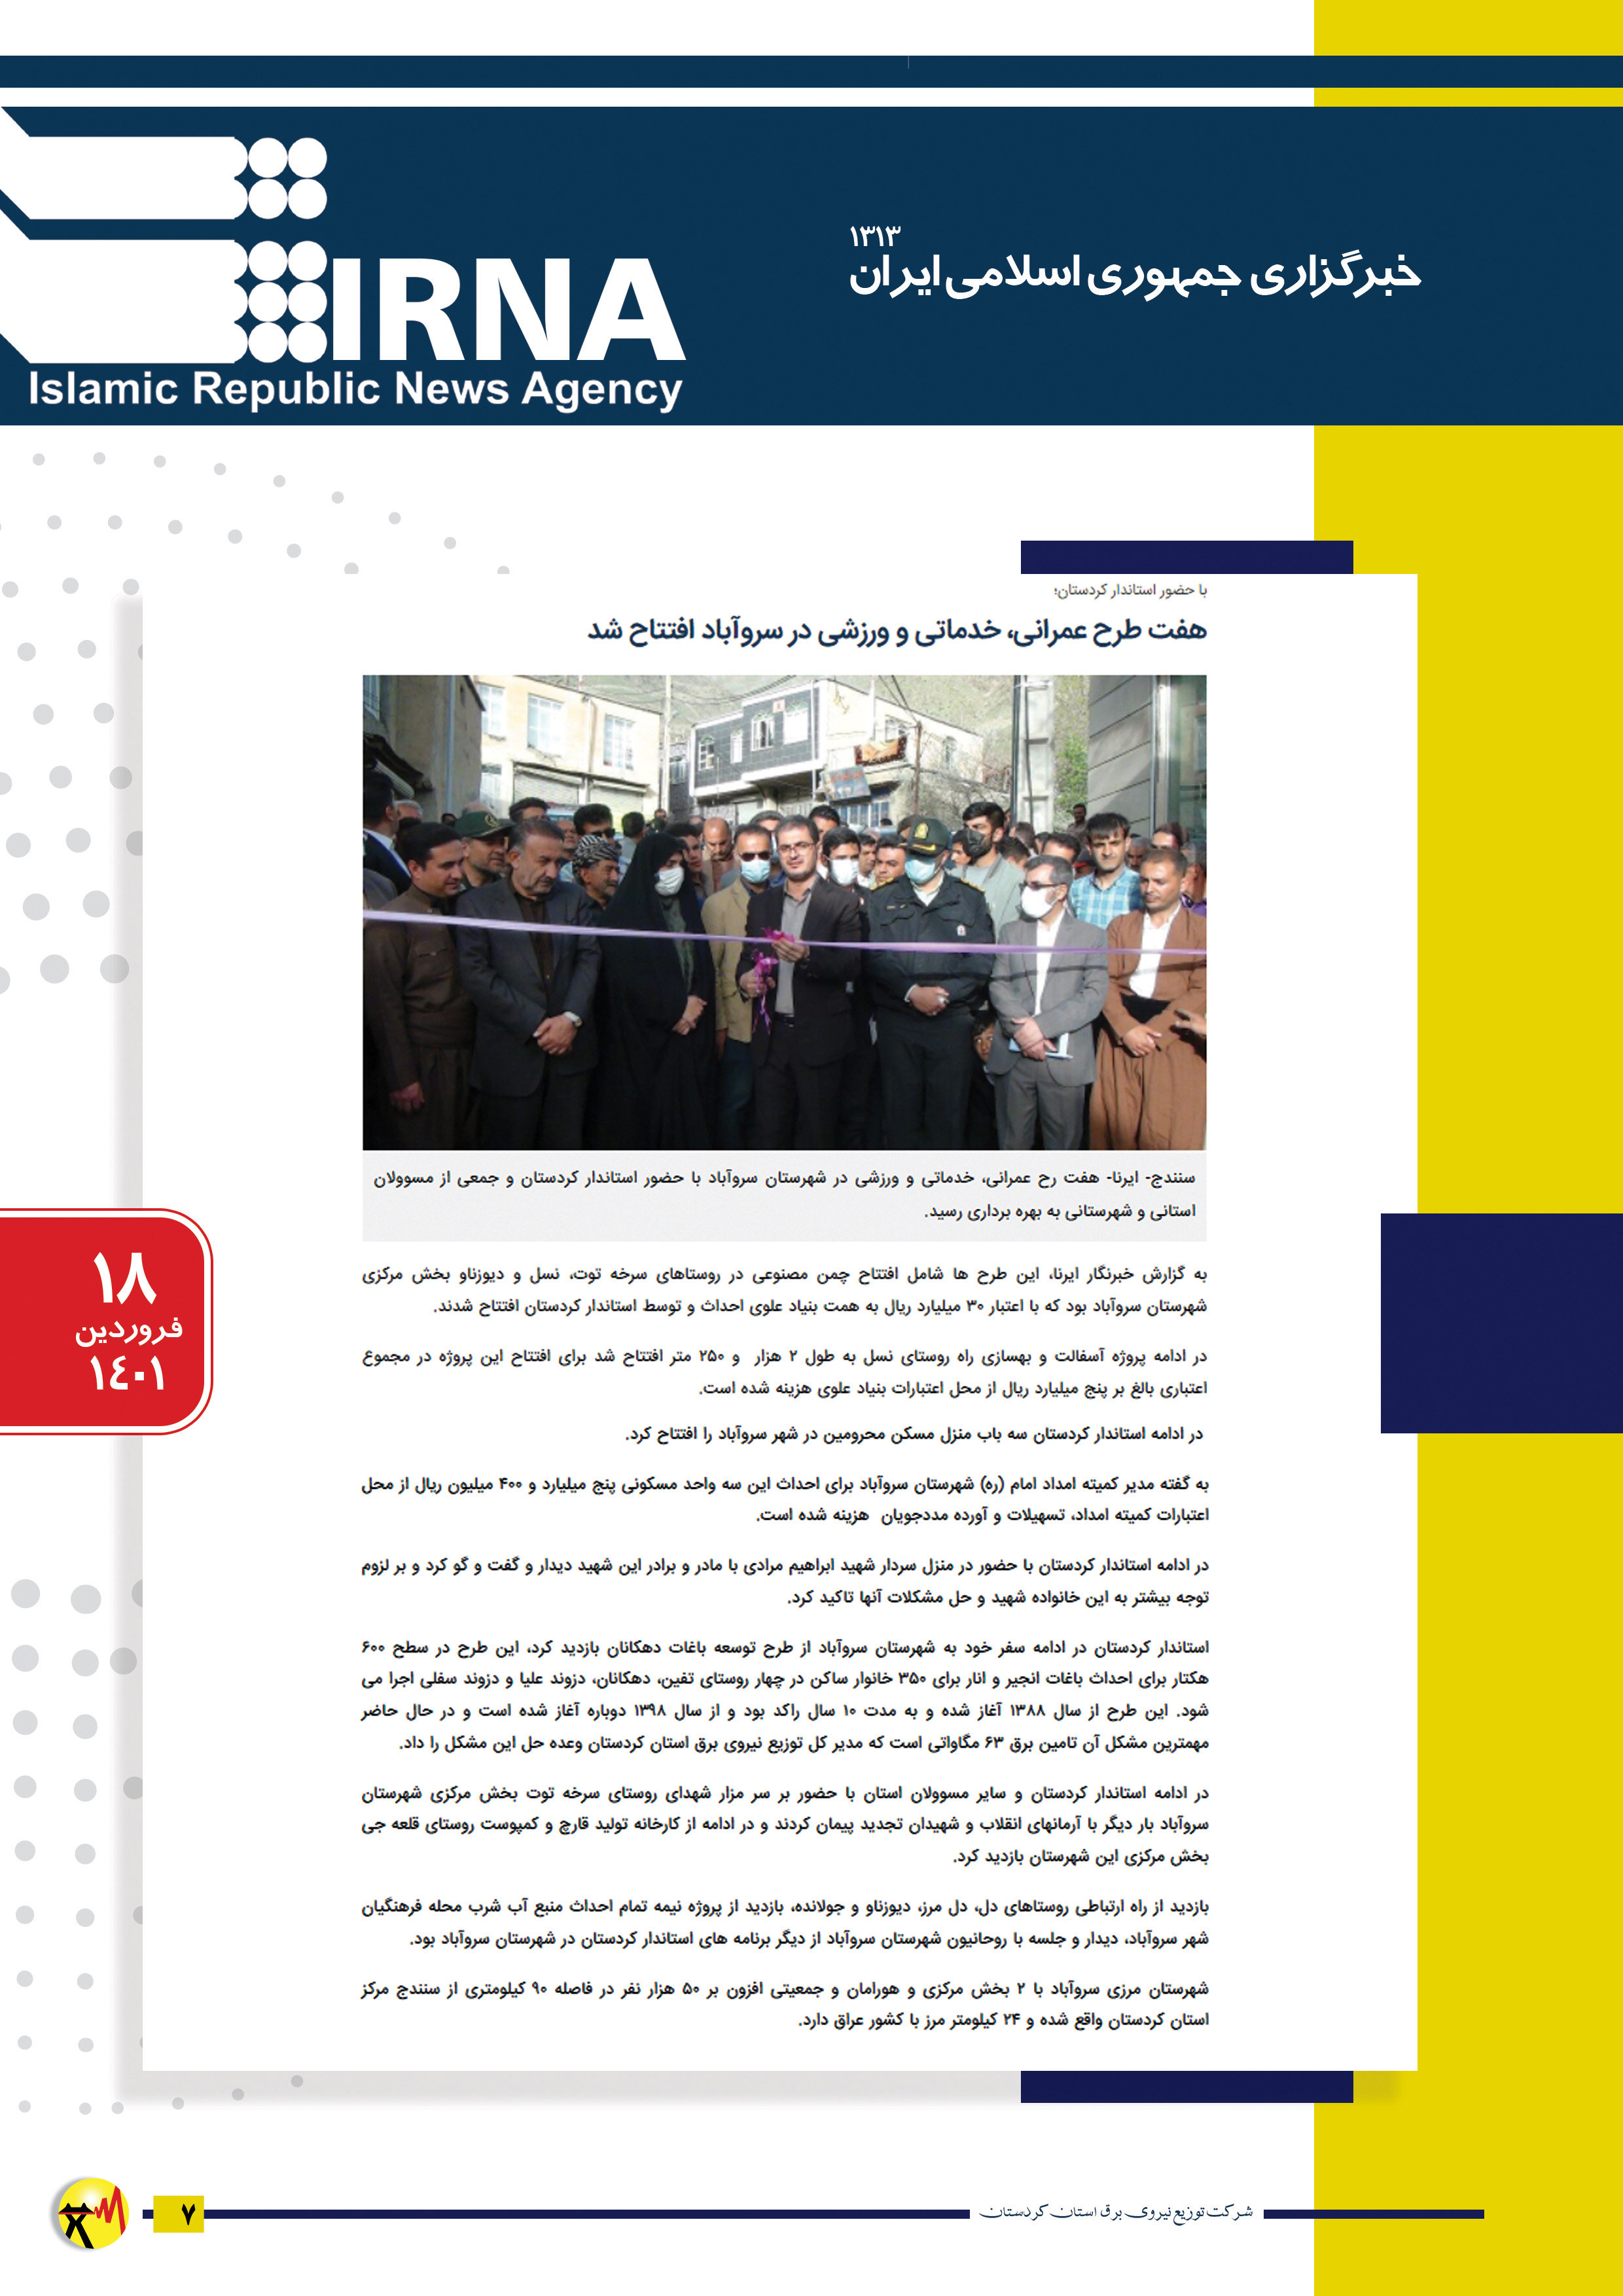 ۱۳۱۳
خبرگزاری جمهوری اسلامی ایران
IRNA
Islamic Republic News Agency
با حضور استاندار کردستان؛
هفت طرح عمرانی، خدماتی و ورزشی در سروآباد افتتاح شد
سنندج- ایرنا- هفت رح عمرانی، خدماتی و ورزشی در شهرستان سروآباد با حضور استاندار کردستان و جمعی از مسوولان
استانی و شهرستانی به بهره برداری رسید.
به گزارش خبرنگار ایرنا، این طرح ها شامل افتتاح چمن مصنوعی در روستاهای سرخه توت، نسل و دیوزناو بخش مرکزی
شهرستان سروآباد بود که با اعتبار ۳۰ میلیارد ریال به همت بنیاد علوی احداث و توسط استاندار کردستان افتتاح شدند.
در ادامه پروژه آسفالت و بهسازی راه روستای نسل به طول ۲ هزار و ۲۵۰ متر افتتاح شد برای افتتاح این پروژه در مجموع
اعتباری بالغ بر پنج میلیارد ریال از محل اعتبارات بنیاد علوی هزینه شده است.
در ادامه استاندار کردستان سه باب منزل مسکن محرومین در شهر سروآباد را افتتاح کرد.
به گفته مدیر کمیته امداد امام (ره) شهرستان سروآباد برای احداث این سه واحد مسکونی پنج میلیارد و ۴۰۰ میلیون ریال از محل
اعتبارات کمیته امداد، تسهیلات و آورده مددجویان هزینه شده است.
در ادامه استاندار کردستان با حضور در منزل سردار شهید ابراهیم مرادی با مادر و برادر این شهید دیدار و گفت و گو کرد و بر لزوم
توجه بیشتر به این خانواده شهید و حل مشکلات آنها تاکید کرد.
استاندار کردستان در ادامه سفر خود به شهرستان سروآباد از طرح توسعه باغات دهکانان بازدید کرد، این طرح در سطح ۶۰۰
هکتار برای احداث باغات انجیر و انار برای ۳۵۰ خانوار ساکن در چهار روستای تفین، دهکانان، دزوند علیا و دزوند سفلی اجرا می
شود. این طرح از سال ۱۳۸۸ آغاز شده و به مدت ۱۰ سال راکد بود و از سال ۱۳۹۸ دوباره آغاز شده است و در حال حاضر
مهمترین مشکل آن تامین برق ۶۳ مگاواتی است که مدیر کل توزیع نیروی برق استان کردستان وعده حل این مشکل را داد.
در ادامه استاندار کردستان و سایر مسوولان استان با حضور بر سر مزار شهدای روستای سرخه توت بخش مرکزی شهرستان
سروآباد بار دیگر با آرمانهای انقلاب و شهیدان تجدید پیمان کردند و در ادامه از کارخانه تولید قارچ و کمپوست روستای قلعه جی
بخش مرکزی این شهرستان بازدید کرد.
بازدید از راه ارتباطی روستاهای دل، دل مرز، دیوزناو و جولانده، بازدید از پروژه نیمه تمام احداث منبع آب شرب محله فرهنگیان
شهر سروآباد، دیدار و جلسه با روحانیون شهرستان سروآباد از دیگر برنامه های استاندار کردستان در شهرستان سروآباد بود.
شهرستان مرزی سروآباد با ۲ بخش مرکزی و هورامان و جمعیتی افزون بر ۵۰ هزار نفر در فاصله ۹۰ کیلومتری از سنندج مرکز
استان کردستان واقع شده و ۲۴ کیلومتر مرز با کشور عراق دارد.
۱۸
فروردین
۱٤۰۱
شرکت توزیع نیروی برق استان کردستان
۷